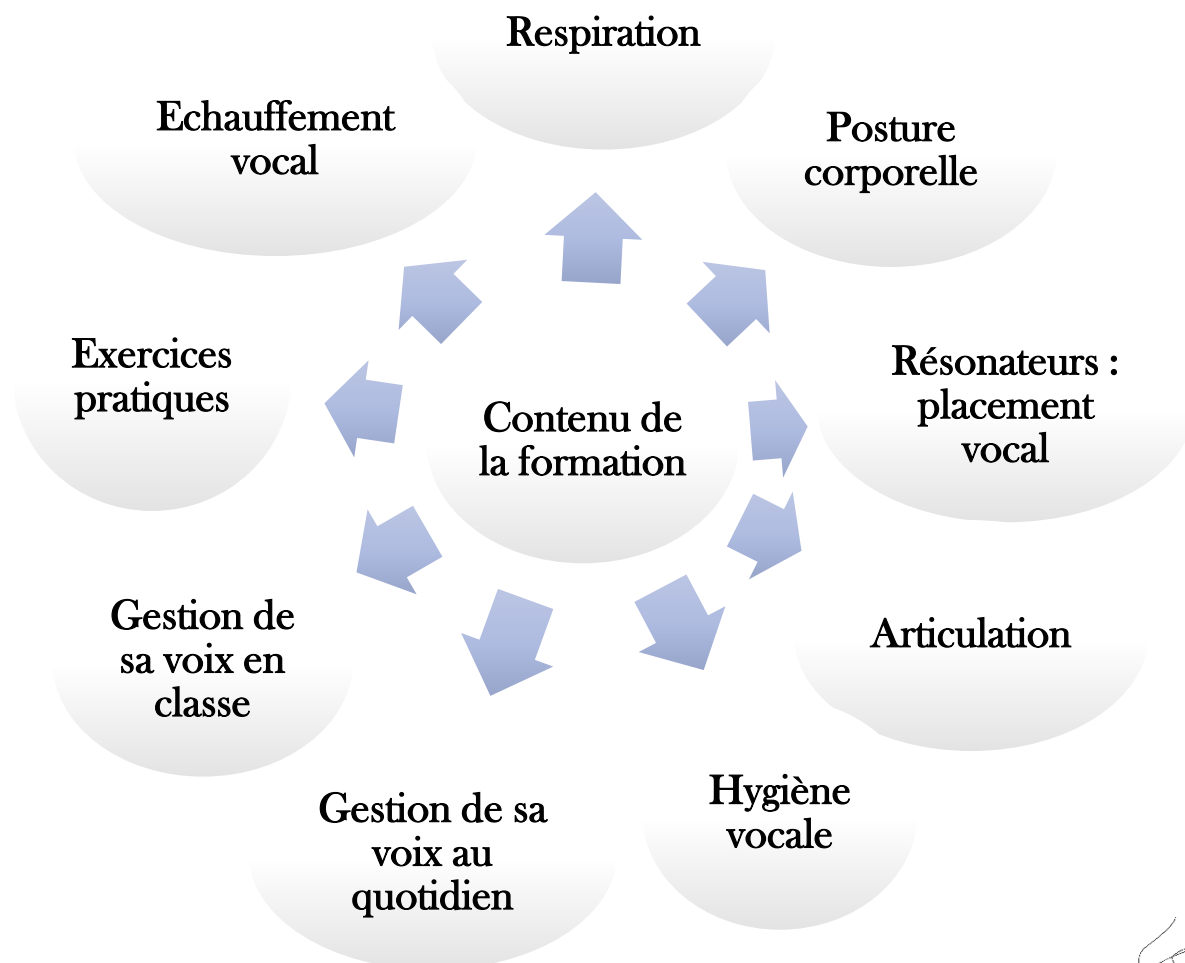 Respiration
Echauffement
vocal
Posture
corporelle
Exercices
pratiques
Résonateurs :
placement
vocal
Contenu de
la formation
Gestion de
sa voix en
classe
Articulation
Gestion de sa
voix au
quotidien
Hygiène
vocale